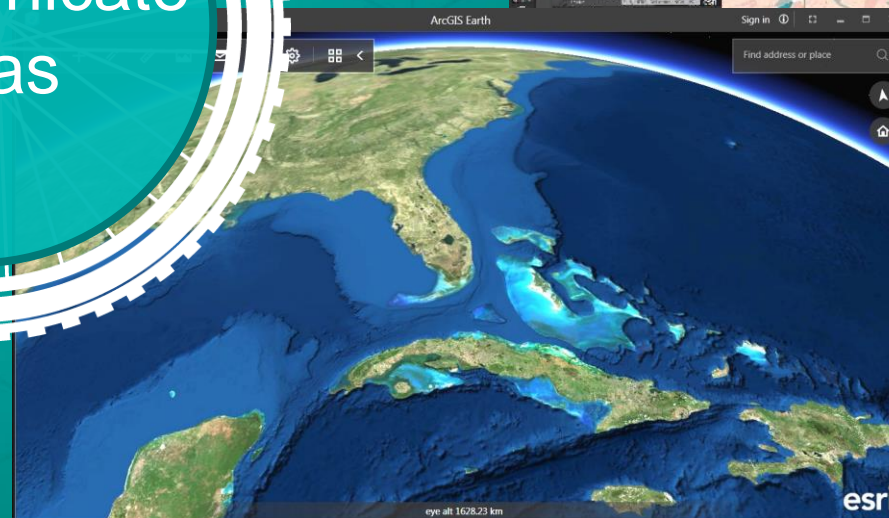 as
ArcGIS Earth
Sign in
Find address or place
eye alt 1628.23 km
esr